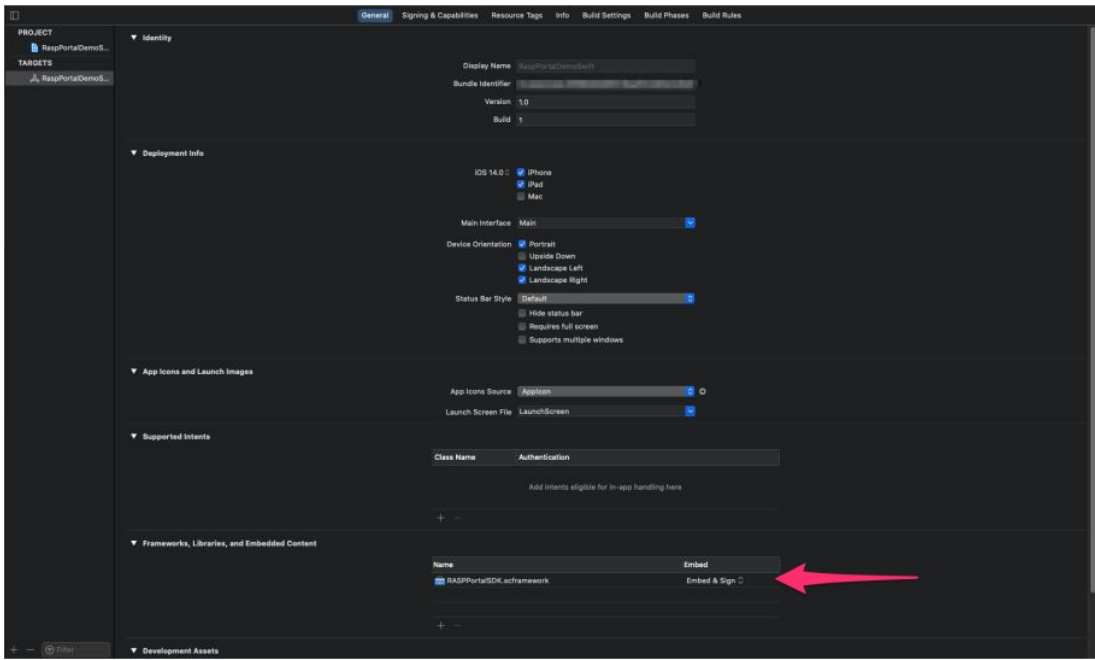 General Signing & Capabilities Resource Tags Info Build Settings Build Phases Build Rules
PROJECT
RaspPortalDemoS...
TARGETS
RaspPortalDemoS...
Identity
Display Name RaspPortalDemoSwift
Bundle Identifier
Version 1.0
Build 1
Deployment Info
iOS 14.0 iPhone
iPad
Mac
Main Interface Main
Device Orientation Portrait
Upside Down
Landscape Left
Landscape Right
Status Bar Style Default
Hide status bar
Requires full screen
Supports multiple windows
App Icons and Launch Images
App Icons Source AppIcon
Launch Screen File LaunchScreen
Supported Intents
Class Name Authentication
Add intents eligible for in-app handling here
+ −
Frameworks, Libraries, and Embedded Content
Name Embed
RASPPortalSDK.xcframework Embed & Sign
+ −
Development Assets
+ − Filter